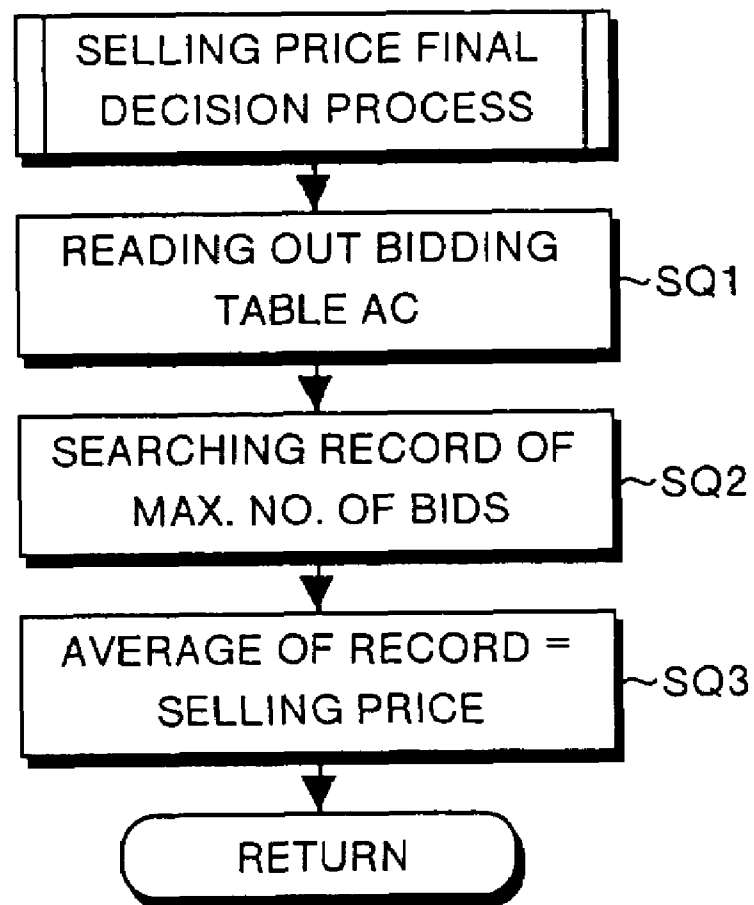 SELLING PRICE FINAL
DECISION PROCESS
READING OUT BIDDING
TABLE AC
~SQ1
SEARCHING RECORD OF
MAX. NO. OF BIDS
~SQ2
AVERAGE OF RECORD =
SELLING PRICE
~SQ3
RETURN